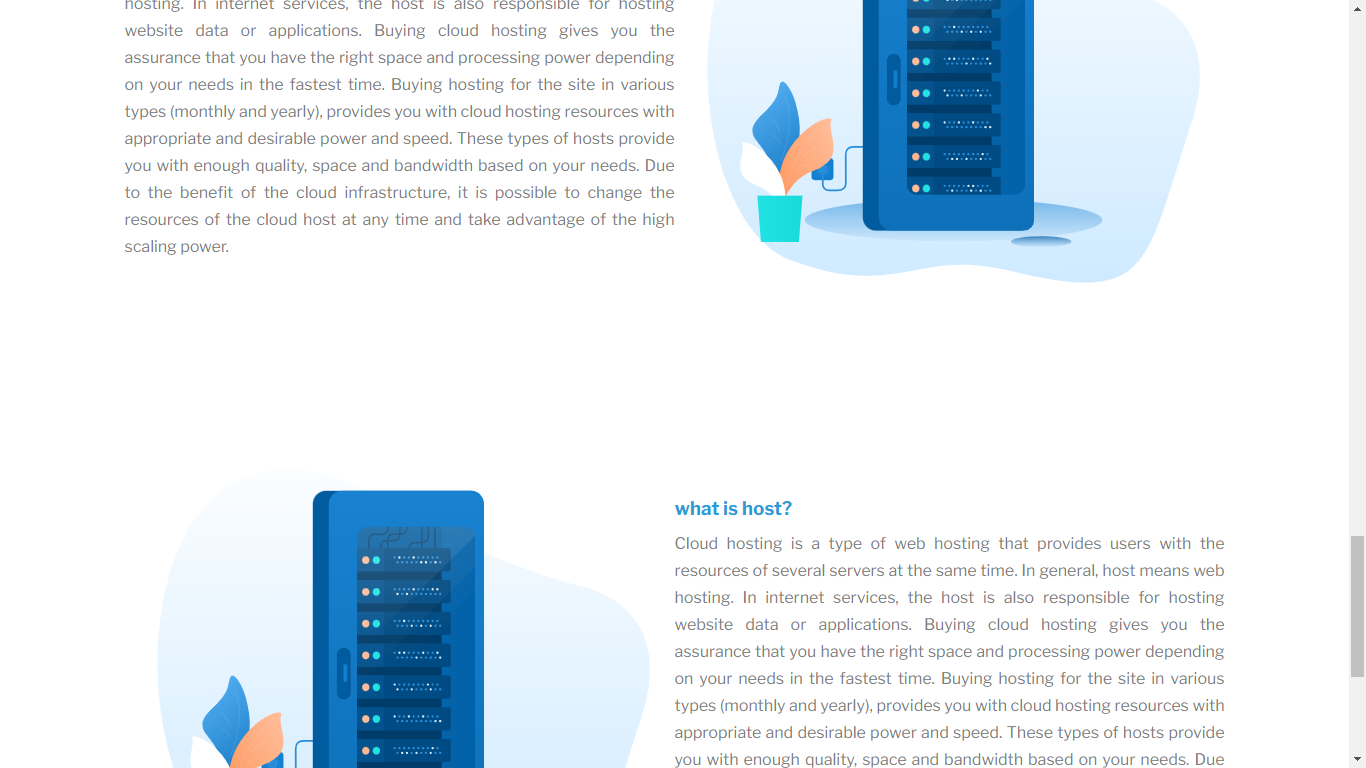 hosting. In internet services, the host is also responsible for hosting
website data or applications. Buying cloud hosting gives you the
assurance that you have the right space and processing power depending
on your needs in the fastest time. Buying hosting for the site in various
types (monthly and yearly), provides you with cloud hosting resources with
appropriate and desirable power and speed. These types of hosts provide
you with enough quality, space and bandwidth based on your needs. Due
to the benefit of the cloud infrastructure, it is possible to change the
resources of the cloud host at any time and take advantage of the high
scaling power.
what is host?
Cloud hosting is a type of web hosting that provides users with the
resources of several servers at the same time. In general, host means web
hosting. In internet services, the host is also responsible for hosting
website data or applications. Buying cloud hosting gives you the
assurance that you have the right space and processing power depending
on your needs in the fastest time. Buying hosting for the site in various
types (monthly and yearly), provides you with cloud hosting resources with
appropriate and desirable power and speed. These types of hosts provide
you with enough quality, space and bandwidth based on your needs. Due